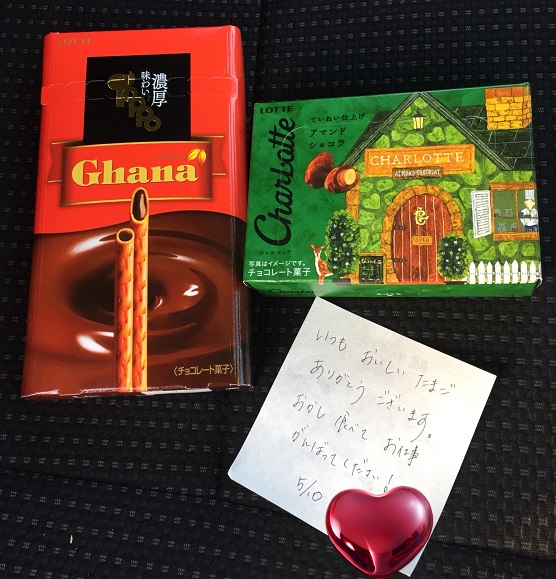 LOTTE
濃厚
味わい
TOPPO
Ghana
〈チョコレート菓子〉
LOTTE
Charlotte
ていねい仕上げ
アマンド
ショコラ
CHARLOTTE
ALMOND CHOCOLAT
写真はイメージです。
チョコレート菓子
いつも おいしい たまご
ありがとう ございます。
おかし 食べて お仕事
がんばってください!
5/10